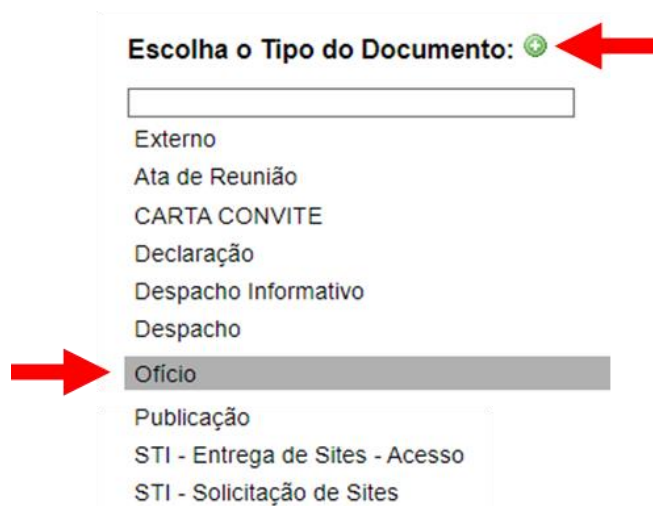 Escolha o Tipo do Documento:
Externo
Ata de Reunião
CARTA CONVITE
Declaração
Despacho Informativo
Despacho
Ofício
Publicação
STI - Entrega de Sites - Acesso
STI - Solicitação de Sites